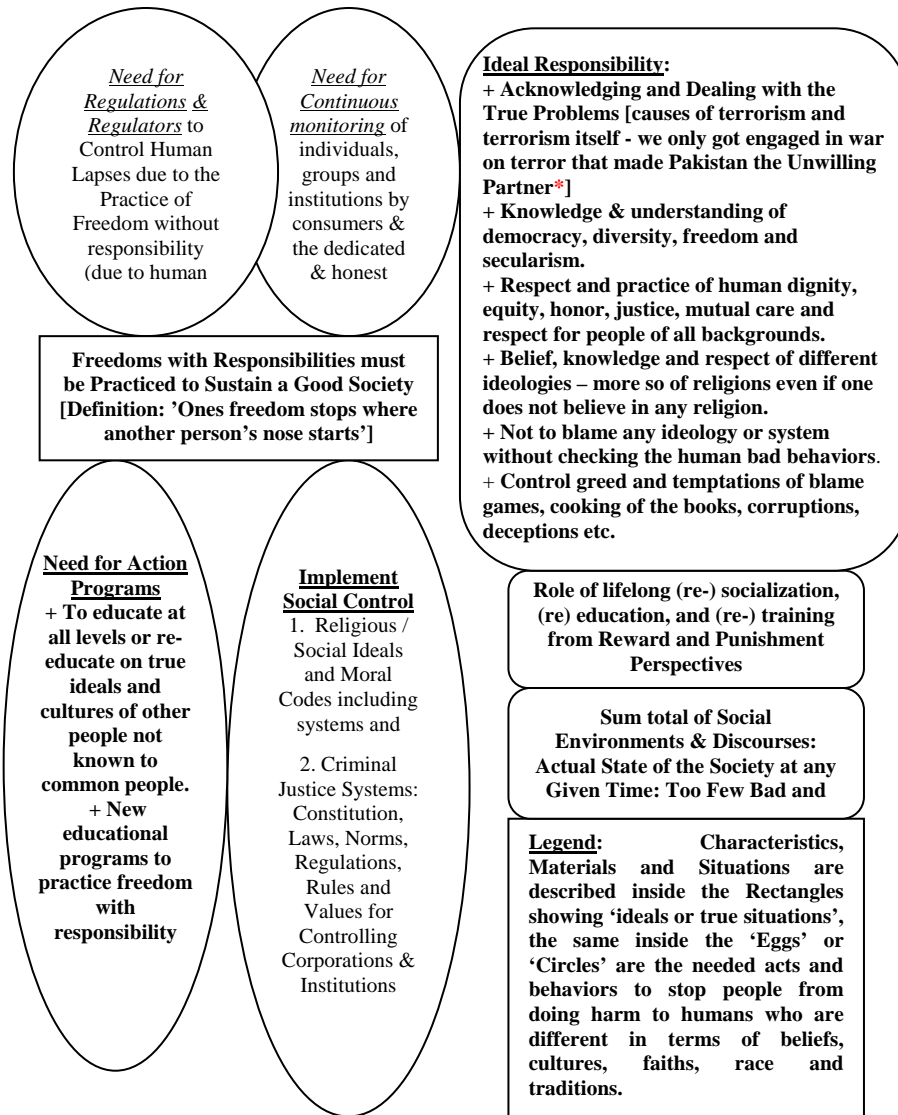 Need for
Regulations &
Regulators to
Control Human
Lapses due to the
Practice of
Freedom without
responsibility
(due to human
Need for
Continuous
monitoring of
individuals,
groups and
institutions by
consumers &
the dedicated
& honest
Ideal Responsibility:
+ Acknowledging and Dealing with the
True Problems [causes of terrorism and
terrorism itself - we only got engaged in war
on terror that made Pakistan the Unwilling
Partner*]
+ Knowledge & understanding of
democracy, diversity, freedom and
secularism.
+ Respect and practice of human dignity,
equity, honor, justice, mutual care and
respect for people of all backgrounds.
+ Belief, knowledge and respect of different
ideologies – more so of religions even if one
does not believe in any religion.
+ Not to blame any ideology or system
without checking the human bad behaviors.
+ Control greed and temptations of blame
games, cooking of the books, corruptions,
deceptions etc.
Freedoms with Responsibilities must
be Practiced to Sustain a Good Society
[Definition: ’Ones freedom stops where
another person’s nose starts’]
Need for Action
Programs
+ To educate at
all levels or re-
educate on true
ideals and
cultures of other
people not
known to
common people.
+ New
educational
programs to
practice freedom
with
responsibility
Implement
Social Control
1. Religious /
Social Ideals
and Moral
Codes including
systems and
2. Criminal
Justice Systems:
Constitution,
Laws, Norms,
Regulations,
Rules and
Values for
Controlling
Corporations &
Institutions
Role of lifelong (re-) socialization,
(re) education, and (re-) training
from Reward and Punishment
Perspectives
Sum total of Social
Environments & Discourses:
Actual State of the Society at any
Given Time: Too Few Bad and
Legend: Characteristics,
Materials and Situations are
described inside the Rectangles
showing ‘ideals or true situations’,
the same inside the ‘Eggs’ or
‘Circles’ are the needed acts and
behaviors to stop people from
doing harm to humans who are
different in terms of beliefs,
cultures, faiths, race and
traditions.